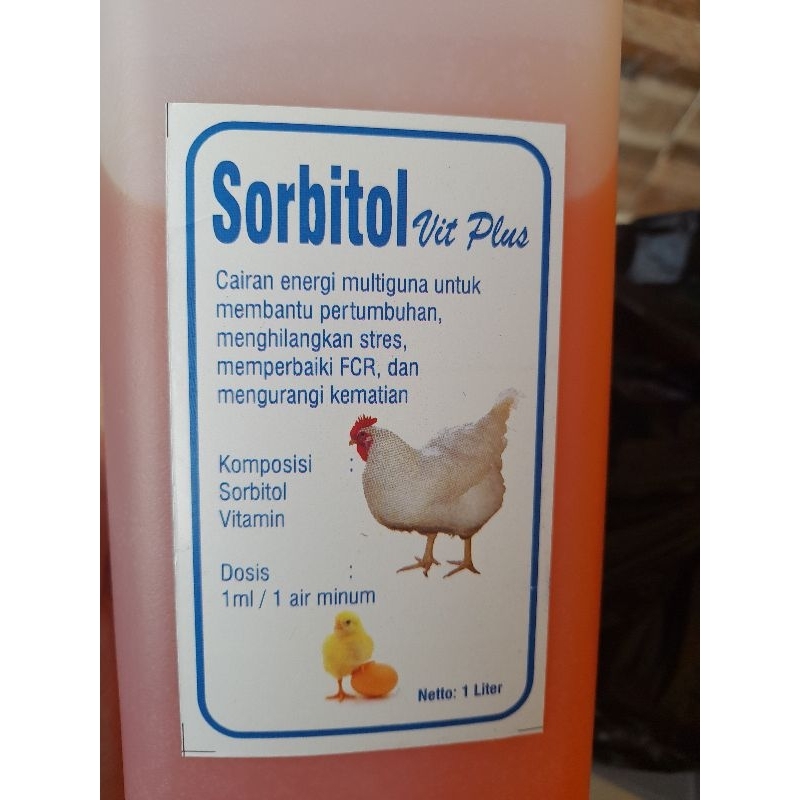 Sorbitol Vit Plus
Cairan energi multiguna untuk
membantu pertumbuhan,
menghilangkan stres,
memperbaiki FCR, dan
mengurangi kematian
Komposisi :
Sorbitol
Vitamin
Dosis :
1ml / 1 air minum
Netto: 1 Liter